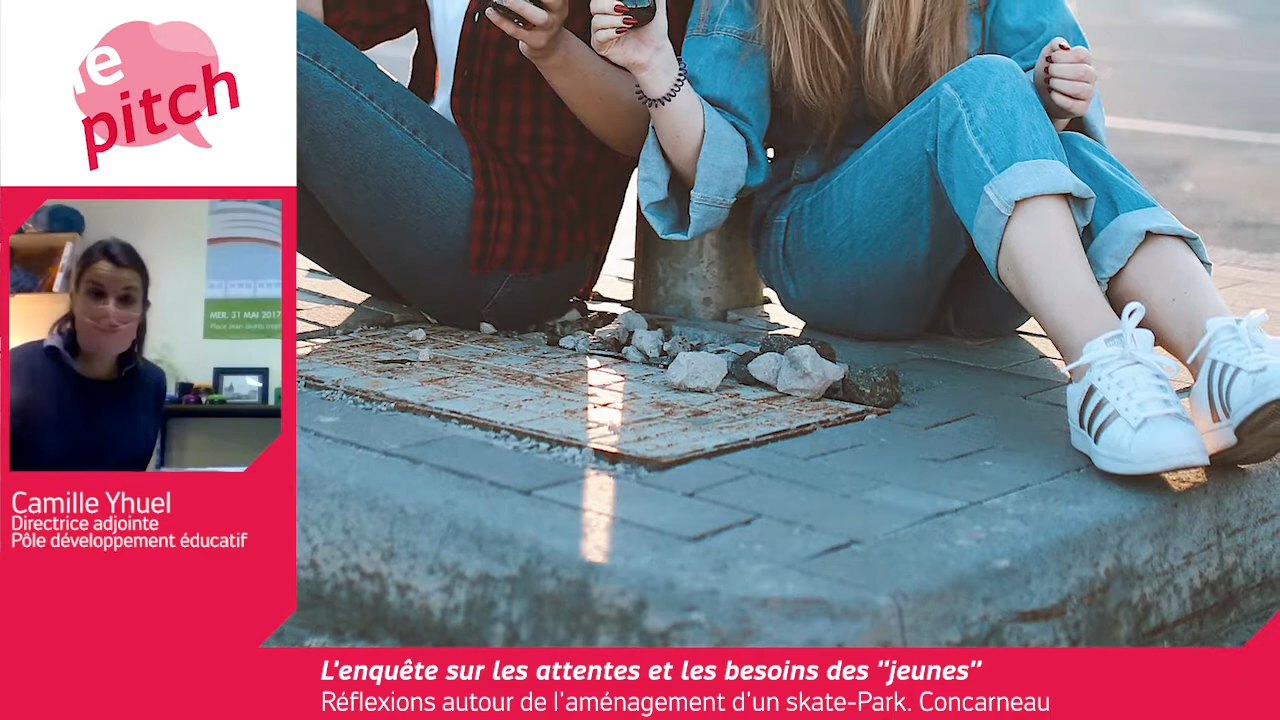 le
pitch
MER. 31 MAI 2017
Camille Yhuel
Directrice adjointe
Pôle développement éducatif
L'enquête sur les attentes et les besoins des "jeunes"
Réflexions autour de l'aménagement d'un skate-Park. Concarneau